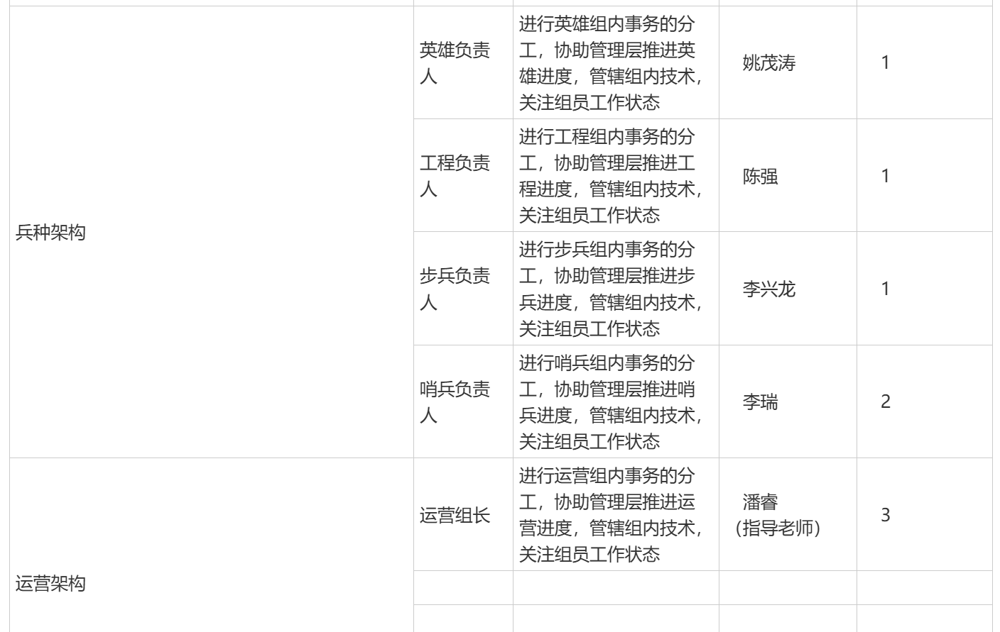 兵种架构
英雄负责
人
进行英雄组内事务的分
工，协助管理层推进英
雄进度，管辖组内技术，
关注组员工作状态
姚茂涛
1
工程负责
人
进行工程组内事务的分
工，协助管理层推进工
程进度，管辖组内技术，
关注组员工作状态
陈强
1
步兵负责
人
进行步兵组内事务的分
工，协助管理层推进步
兵进度，管辖组内技术，
关注组员工作状态
李兴龙
1
哨兵负责
人
进行哨兵组内事务的分
工，协助管理层推进哨
兵进度，管辖组内技术，
关注组员工作状态
李瑞
2
运营架构
运营组长
进行运营组内事务的分
工，协助管理层推进运
营进度，管辖组内技术，
关注组员工作状态
潘睿
（指导老师）
3